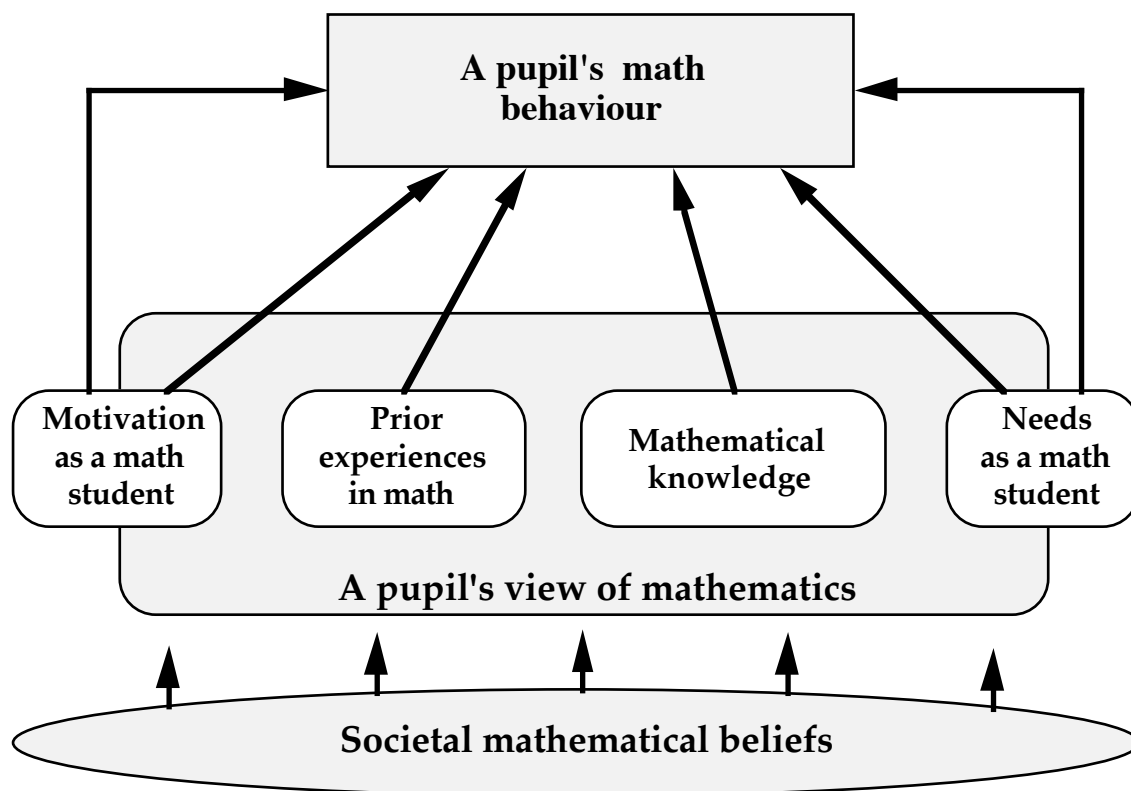 A pupil's math
behaviour
Motivation
as a math
student
Prior
experiences
in math
Mathematical
knowledge
Needs
as a math
student
A pupil's view of mathematics
Societal mathematical beliefs